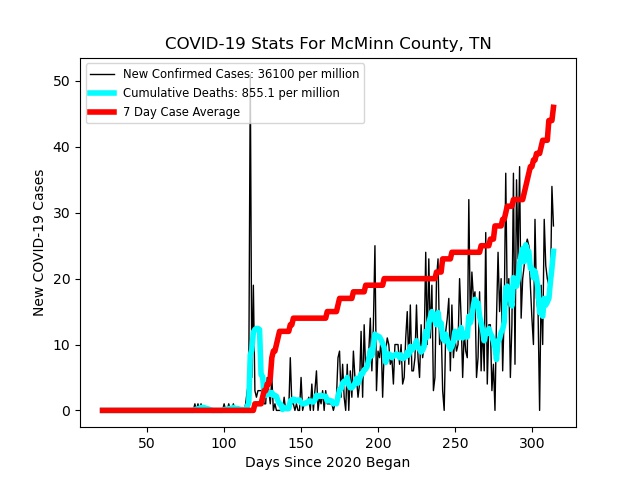 COVID-19 Stats For McMinn County, TN
New Confirmed Cases: 36100 per million
Cumulative Deaths: 855.1 per million
7 Day Case Average
New COVID-19 Cases
50
40
30
20
10
0
50 100 150 200 250 300
Days Since 2020 Began